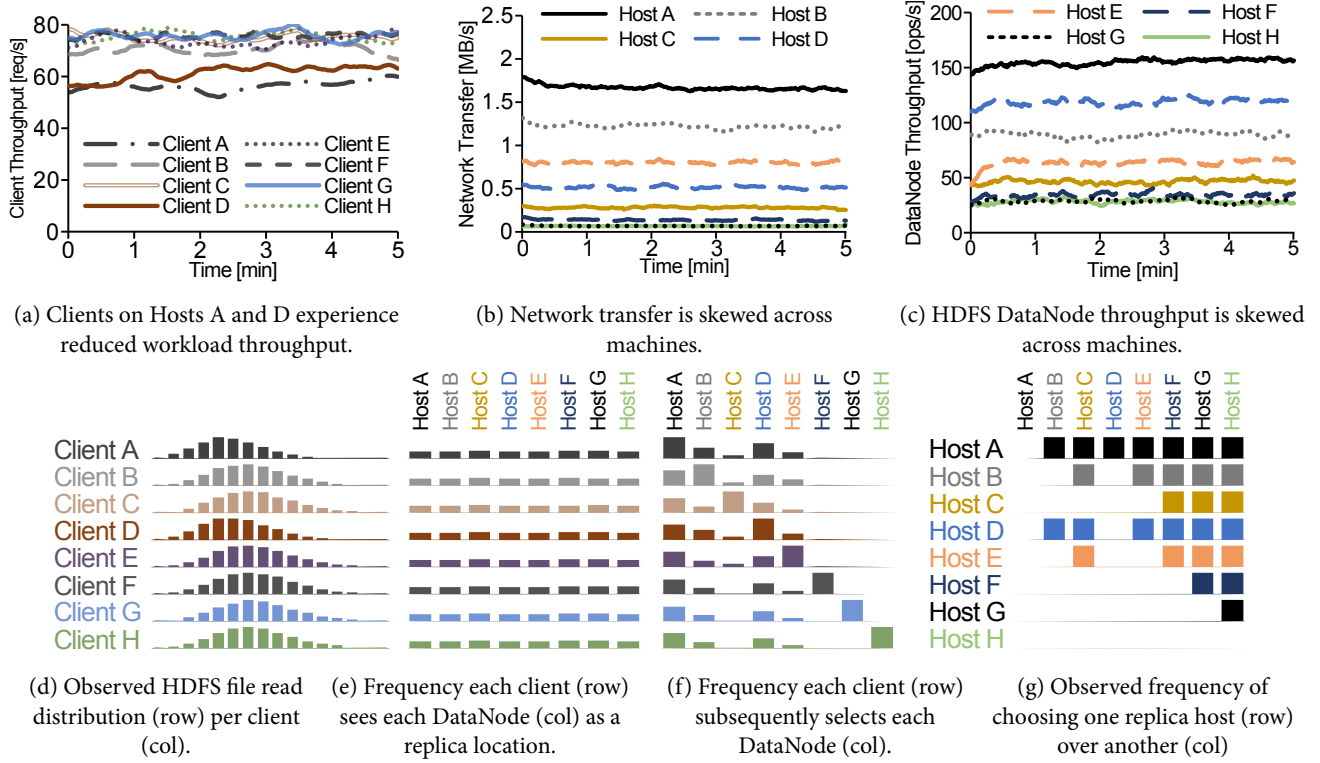 Client Throughput [req/s]
80
60
40
20
0
0 1 2 3 4 5
Time [min]
Client A
Client B
Client C
Client D
Client E
Client F
Client G
Client H
(a) Clients on Hosts A and D experience
reduced workload throughput.
Host A
Host B
Host C
Host D
Network Transfer [MB/s]
2.5
2
1.5
1
0.5
0
0 1 2 3 4 5
Time [min]
(b) Network transfer is skewed across
machines.
Host E
Host F
Host G
Host H
DataNode Throughput [ops/s]
200
150
100
50
0
0 1 2 3 4 5
Time [min]
(c) HDFS DataNode throughput is skewed
across machines.
Client A
Client B
Client C
Client D
Client E
Client F
Client G
Client H
(d) Observed HDFS file read
distribution (row) per client
(col).
Host A
Host B
Host C
Host D
Host E
Host F
Host G
Host H
(e) Frequency each client (row)
sees each DataNode (col) as a
replica location.
Host A
Host B
Host C
Host D
Host E
Host F
Host G
Host H
(f) Frequency each client (row)
subsequently selects each
DataNode (col).
Host A
Host B
Host C
Host D
Host E
Host F
Host G
Host H
Host A
Host B
Host C
Host D
Host E
Host F
Host G
Host H
(g) Observed frequency of
choosing one replica host (row)
over another (col)